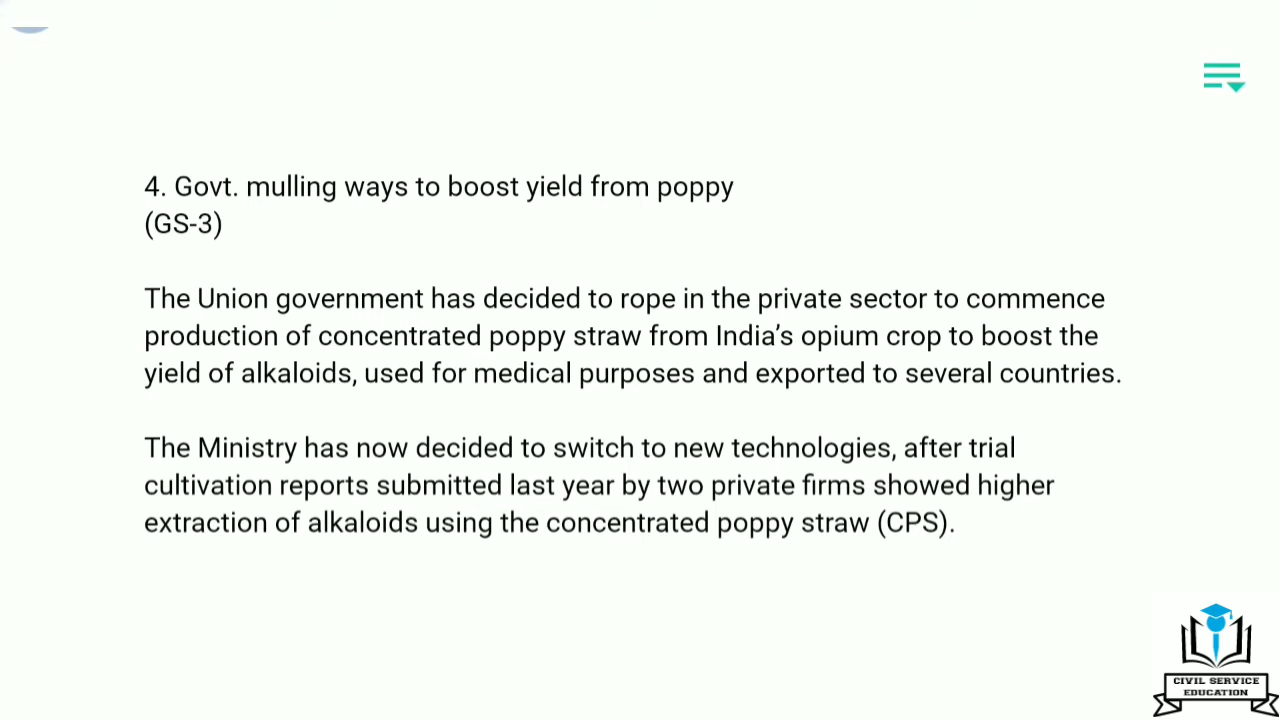 4. Govt. mulling ways to boost yield from poppy
(GS-3)
The Union government has decided to rope in the private sector to commence
production of concentrated poppy straw from India’s opium crop to boost the
yield of alkaloids, used for medical purposes and exported to several countries.
The Ministry has now decided to switch to new technologies, after trial
cultivation reports submitted last year by two private firms showed higher
extraction of alkaloids using the concentrated poppy straw (CPS).
CIVIL SERVICE
EDUCATION